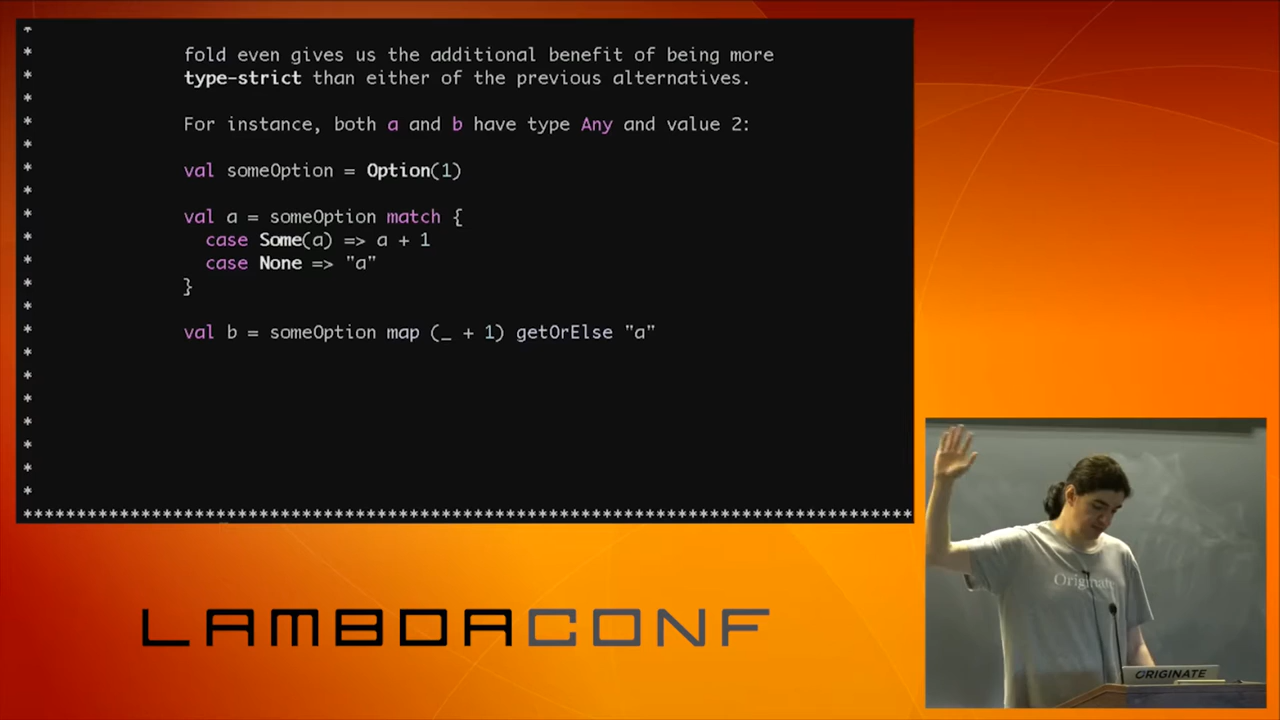 fold even gives us the additional benefit of being more
type-strict than either of the previous alternatives.
For instance, both a and b have type Any and value 2:
val someOption = Option(1)
val a = someOption match {
case Some(a) => a + 1
case None => "a"
}
val b = someOption map (_ + 1) getOrElse "a"
********************************************************************************
Originate
ORIGINATE
LAMBDACONF